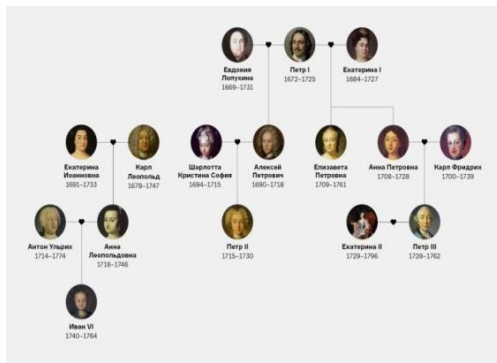 Евдокия
Лопухина
1669–1731
Петр I
1672–1725
Екатерина I
1684–1727
Екатерина
Иоанновна
1691–1733
Карл
Леопольд
1678–1747
Шарлотта
Кристина София
1694–1715
Алексей
Петрович
1690–1718
Елизавета
Петровна
1709–1761
Анна Петровна
1708–1728
Карл Фридрих
1700–1739
Антон Ульрих
1714–1774
Анна
Леопольдовна
1718–1746
Петр II
1715–1730
Екатерина II
1729–1796
Петр III
1728–1762
Иван VI
1740–1764